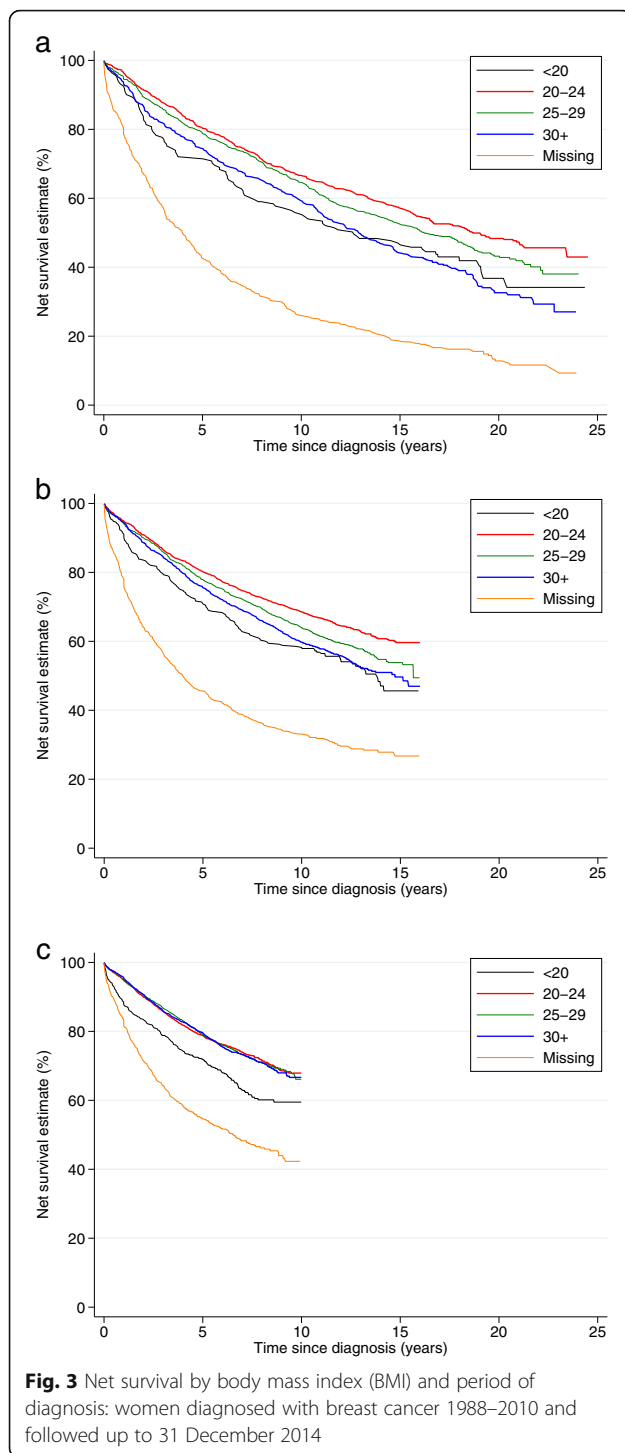 a
100
80
60
40
20
0
Net survival estimate (%)
0 5 10 15 20 25
Time since diagnosis (years)
<20
20–24
25–29
30+
Missing
b
100
80
60
40
20
0
Net survival estimate (%)
0 5 10 15 20 25
Time since diagnosis (years)
<20
20–24
25–29
30+
Missing
c
100
80
60
40
20
0
Net survival estimate (%)
0 5 10 15 20 25
Time since diagnosis (years)
<20
20–24
25–29
30+
Missing
Fig. 3 Net survival by body mass index (BMI) and period of
diagnosis: women diagnosed with breast cancer 1988–2010 and
followed up to 31 December 2014